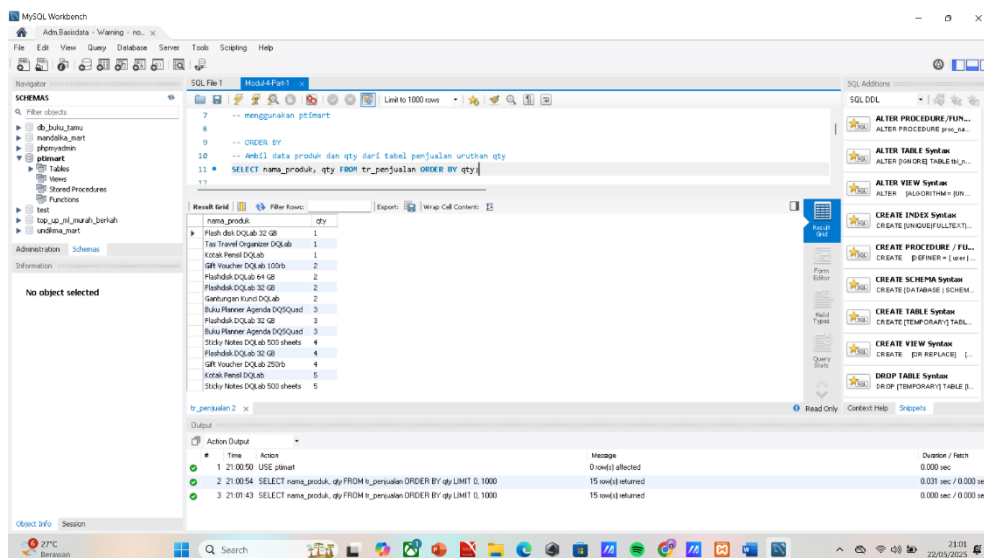 MySQL Workbench
Adm.Basisdata - Warning - no...
File Edit View Query Database Server Tools Scripting Help
Navigator
SCHEMAS
Filter objects
db_buku_tamu
mandalika_mart
phpmyadmin
ptimart
Tables
Views
Stored Procedures
Functions
test
top_up_ml_murah_berkah
undikma_mart
Administration Schemas
Information
No object selected
Object Info Session
SQL File 1 Modul-4-Part-1
Limit to 1000 rows
7 -- menggunakan ptimart
8
9 -- ORDER BY
10 -- Ambil data produk dan qty dari tabel penjualan urutkan qty
11 SELECT nama_produk, qty FROM tr_penjualan ORDER BY qty;
12
Result Grid Filter Rows: Export: Wrap Cell Content:
nama_produk qty
Flash disk DQLab 32 GB 1
Tas Travel Organizer DQLab 1
Kotak Pensil DQLab 1
Gift Voucher DQLab 100rb 2
Flashdisk DQLab 64 GB 2
Flashdisk DQLab 32 GB 2
Gantungan Kunci DQLab 2
Buku Planner Agenda DQSQuad 3
Flashdisk DQLab 32 GB 3
Buku Planner Agenda DQSQuad 3
Sticky Notes DQLab 500 sheets 4
Flashdisk DQLab 32 GB 4
Gift Voucher DQLab 250rb 4
Kotak Pensil DQLab 5
Sticky Notes DQLab 500 sheets 5
Result Grid
Form Editor
Field Types
Query Stats
tr_penjualan 2
Read Only
Output
Action Output
# Time Action Message Duration / Fetch
1 21:00:50 USE ptimart 0 row(s) affected 0.000 sec
2 21:00:54 SELECT nama_produk, qty FROM tr_penjualan ORDER BY qty LIMIT 0, 1000 15 row(s) returned 0.031 sec / 0.000 se
3 21:01:43 SELECT nama_produk, qty FROM tr_penjualan ORDER BY qty LIMIT 0, 1000 15 row(s) returned 0.000 sec / 0.000 se
SQL Additions
SQL DDL
ALTER PROCEDURE/FUN...
ALTER PROCEDURE proc_na...
ALTER TABLE Syntax
ALTER [IGNORE] TABLE tbl_n...
ALTER VIEW Syntax
ALTER [ALGORITHM = {UN...
CREATE INDEX Syntax
CREATE [UNIQUE|FULLTEXT|...
CREATE PROCEDURE / FU...
CREATE [DEFINER = { user |...
CREATE SCHEMA Syntax
CREATE {DATABASE | SCHEM...
CREATE TABLE Syntax
CREATE [TEMPORARY] TABL...
CREATE VIEW Syntax
CREATE [OR REPLACE] [...
DROP TABLE Syntax
DROP [TEMPORARY] TABLE [I...
Context Help Snippets
27°C
Berawan
Search
21:01
22/05/2025